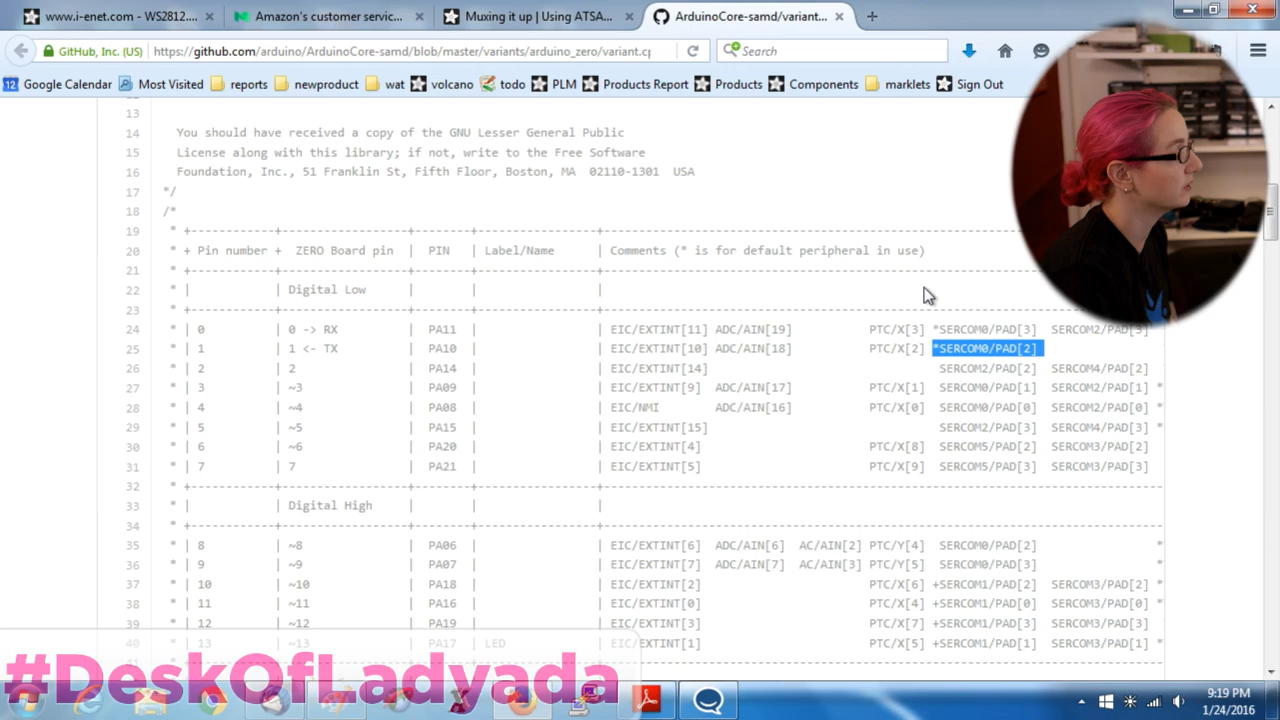 www.i-enet.com - WS2812.... × Amazon's customer servic... × Muxing it up | Using ATSA... × ArduinoCore-samd/variant... × +
GitHub, Inc. (US) https://github.com/arduino/ArduinoCore-samd/blob/master/variants/arduino_zero/variant.cp Search
12 Google Calendar Most Visited reports newproduct wat volcano todo PLM Products Report Products Components marklets Sign Out
13
14 You should have received a copy of the GNU Lesser General Public
15 License along with this library; if not, write to the Free Software
16 Foundation, Inc., 51 Franklin St, Fifth Floor, Boston, MA 02110-1301 USA
17 */
18 /*
19 * +------------+------------------+--------+-----------------+------------------------------
20 * + Pin number + ZERO Board pin | PIN | Label/Name | Comments (* is for default peripheral in use)
21 * +------------+------------------+--------+-----------------+------------------------------
22 * | | Digital Low | | |
23 * +------------+------------------+--------+-----------------+------------------------------
24 * | 0 | 0 -> RX | PA11 | | EIC/EXTINT[11] ADC/AIN[19] PTC/X[3] *SERCOM0/PAD[3] SERCOM2/PAD[3]
25 * | 1 | 1 <- TX | PA10 | | EIC/EXTINT[10] ADC/AIN[18] PTC/X[2] *SERCOM0/PAD[2]
26 * | 2 | 2 | PA14 | | EIC/EXTINT[14] SERCOM2/PAD[2] SERCOM4/PAD[2]
27 * | 3 | ~3 | PA09 | | EIC/EXTINT[9] ADC/AIN[17] PTC/X[1] SERCOM0/PAD[1] SERCOM2/PAD[1] *
28 * | 4 | ~4 | PA08 | | EIC/NMI ADC/AIN[16] PTC/X[0] SERCOM0/PAD[0] SERCOM2/PAD[0] *
29 * | 5 | ~5 | PA15 | | EIC/EXTINT[15] SERCOM2/PAD[3] SERCOM4/PAD[3] *
30 * | 6 | ~6 | PA20 | | EIC/EXTINT[4] PTC/X[8] SERCOM5/PAD[2] SERCOM3/PAD[2]
31 * | 7 | 7 | PA21 | | EIC/EXTINT[5] PTC/X[9] SERCOM5/PAD[3] SERCOM3/PAD[3]
32 * +------------+------------------+--------+-----------------+------------------------------
33 * | | Digital High | | |
34 * +------------+------------------+--------+-----------------+------------------------------
35 * | 8 | ~8 | PA06 | | EIC/EXTINT[6] ADC/AIN[6] AC/AIN[2] PTC/Y[4] SERCOM0/PAD[2] *
36 * | 9 | ~9 | PA07 | | EIC/EXTINT[7] ADC/AIN[7] AC/AIN[3] PTC/Y[5] SERCOM0/PAD[3] *
37 * | 10 | ~10 | PA18 | | EIC/EXTINT[2] PTC/X[6] +SERCOM1/PAD[2] SERCOM3/PAD[2] *
38 * | 11 | ~11 | PA16 | | EIC/EXTINT[0] PTC/X[4] +SERCOM1/PAD[0] SERCOM3/PAD[0] *
39 * | 12 | ~12 | PA19 | | EIC/EXTINT[3] PTC/X[7] +SERCOM1/PAD[3] SERCOM3/PAD[3] *
40 * | 13 | ~13 | PA17 | LED | EIC/EXTINT[1] PTC/X[5] +SERCOM1/PAD[1] SERCOM3/PAD[1] *
#DeskOfLadyada
9:19 PM
1/24/2016